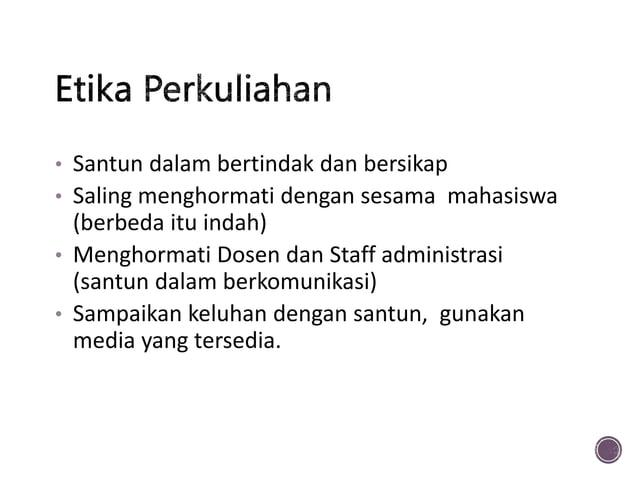 Etika Perkuliahan
• Santun dalam bertindak dan bersikap
• Saling menghormati dengan sesama  mahasiswa
(berbeda itu indah)
• Menghormati Dosen dan Staff administrasi
(santun dalam berkomunikasi)
• Sampaikan keluhan dengan santun,  gunakan
media yang tersedia.